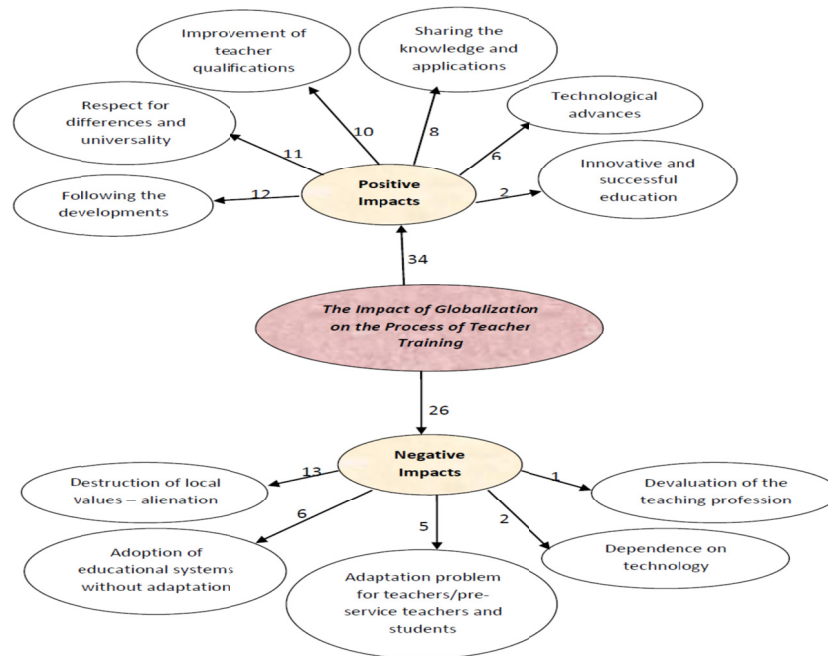 Improvement of
teacher
qualifications
Sharing the
knowledge and
applications
Respect for
differences and
universality
Technological
advances
10
8
6
11
Innovative and
successful
education
Following the
developments
12
Positive
Impacts
2
34
The Impact of Globalization
on the Process of Teacher
Training
26
Negative
Impacts
13
1
Destruction of local
values – alienation
Devaluation of the
teaching profession
6
5
2
Adoption of
educational systems
without adaptation
Dependence on
technology
Adaptation problem
for teachers/pre-
service teachers and
students